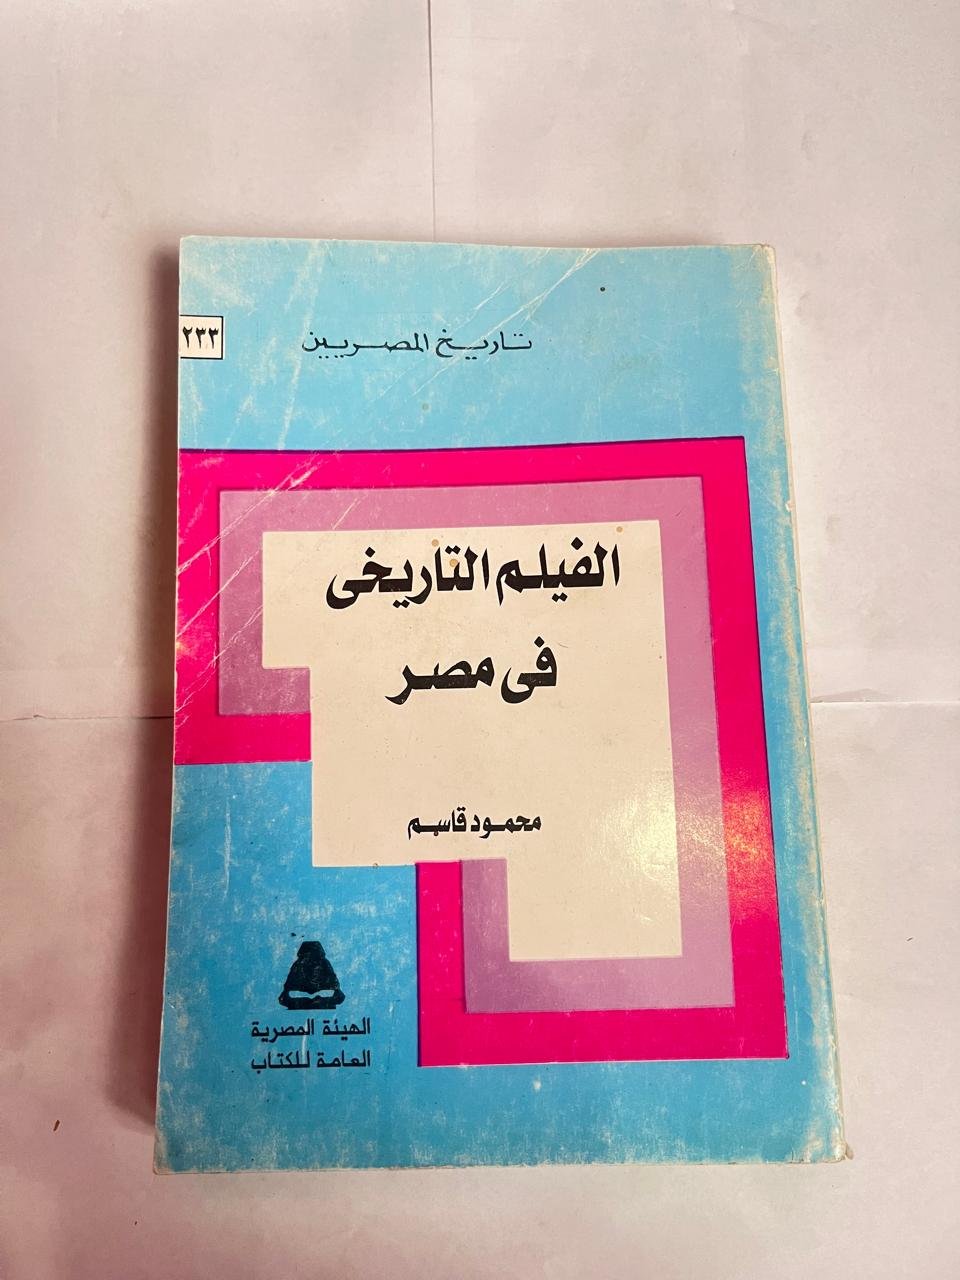 تاريخ المصريين
٢٣٣
الفيلم التاريخى
فى مصر
محمود قاسم
الهيئة المصرية
العامة للكتاب